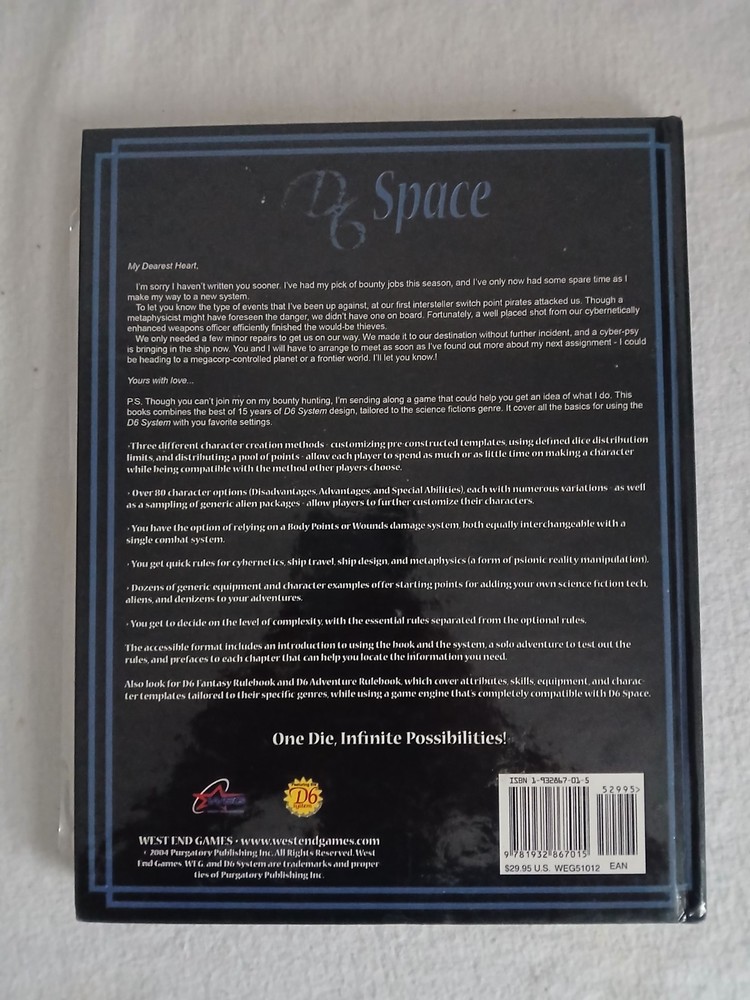 D6 Space
My Dearest Heart,
I'm sorry I haven't written you sooner. I've had my pick of bounty jobs this season, and I've only now had some spare time as I
make my way to a new system.
To let you know the type of events that I've been up against, at our first intersteller switch point pirates attacked us. Though a
metaphysicist might have foreseen the danger, we didn't have one on board. Fortunately, a well placed shot from our cybernetically
enhanced weapons officer efficiently finished the would-be thieves.
We only needed a few minor repairs to get us on our way. We made it to our destination without further incident, and a cyber-psy
is bringing in the ship now. You and I will have to arrange to meet as soon as I've found out more about my next assignment - I could
be heading to a megacorp-controlled planet or a frontier world. I'll let you know.!
Yours with love...
P.S. Though you can't join my on my bounty hunting, I'm sending along a game that could help you get an idea of what I do. This
books combines the best of 15 years of D6 System design, tailored to the science fictions genre. It cover all the basics for using the
D6 System with you favorite settings.
·Three different character creation methods - customizing pre-constructed templates, using defined dice distribution
limits, and distributing a pool of points - allow each player to spend as much or as little time on making a character
while being compatible with the method other players choose.
· Over 80 character options (Disadvantages, Advantages, and Special Abilities), each with numerous variations - as well
as a sampling of generic alien packages - allow players to further customize their characters.
· You have the option of relying on a Body Points or Wounds damage system, both equally interchangeable with a
single combat system.
· You get quick rules for cybernetics, ship travel, ship design, and metaphysics (a form of psionic reality manipulation).
· Dozens of generic equipment and character examples offer starting points for adding your own science fiction tech,
aliens, and denizens to your adventures.
· You get to decide on the level of complexity, with the essential rules separated from the optional rules.
The accessible format includes an introduction to using the book and the system, a solo adventure to test out the
rules, and prefaces to each chapter that can help you locate the information you need.
Also look for D6 Fantasy Rulebook and D6 Adventure Rulebook, which cover attributes, skills, equipment, and charac-
ter templates tailored to their specific genres, while using a game engine that's completely compatible with D6 Space.
One Die, Infinite Possibilities!
D6
System
ISBN 1-932867-01-5
52995>
9 781932 867015
$29.95 U.S. WEG51012 EAN
WEST END GAMES · www.westendgames.com
· 2004 Purgatory Publishing Inc. All Rights Reserved. West
End Games WEG, and D6 System are trademarks and proper
ties of Purgatory Publishing Inc.